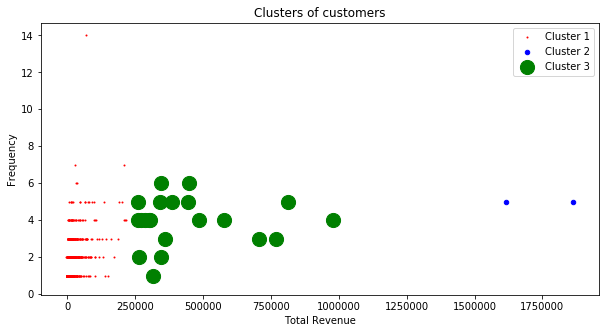 Clusters of customers
Cluster 1
Cluster 2
Cluster 3
Frequency
14
12
10
8
6
4
2
0
0 250000 500000 750000 1000000 1250000 1500000 1750000
Total Revenue